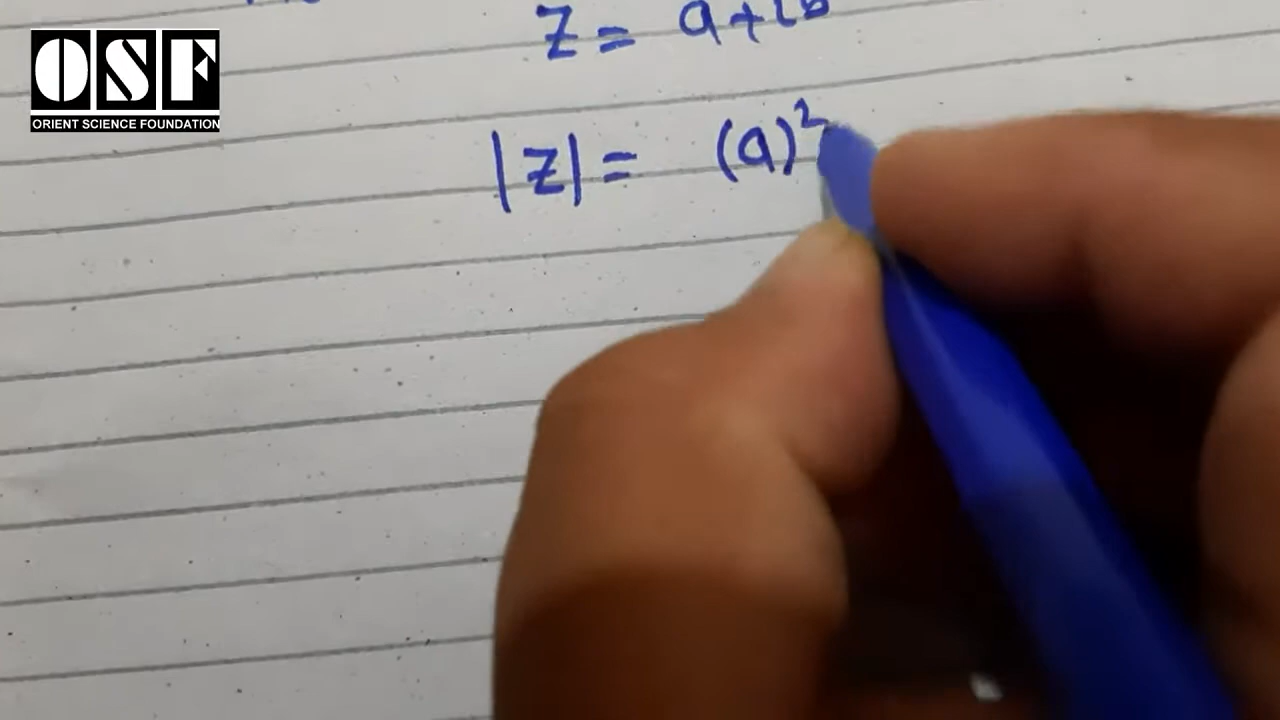 z = a + ib
OSF
ORIENT SCIENCE FOUNDATION
|z| = (a)²